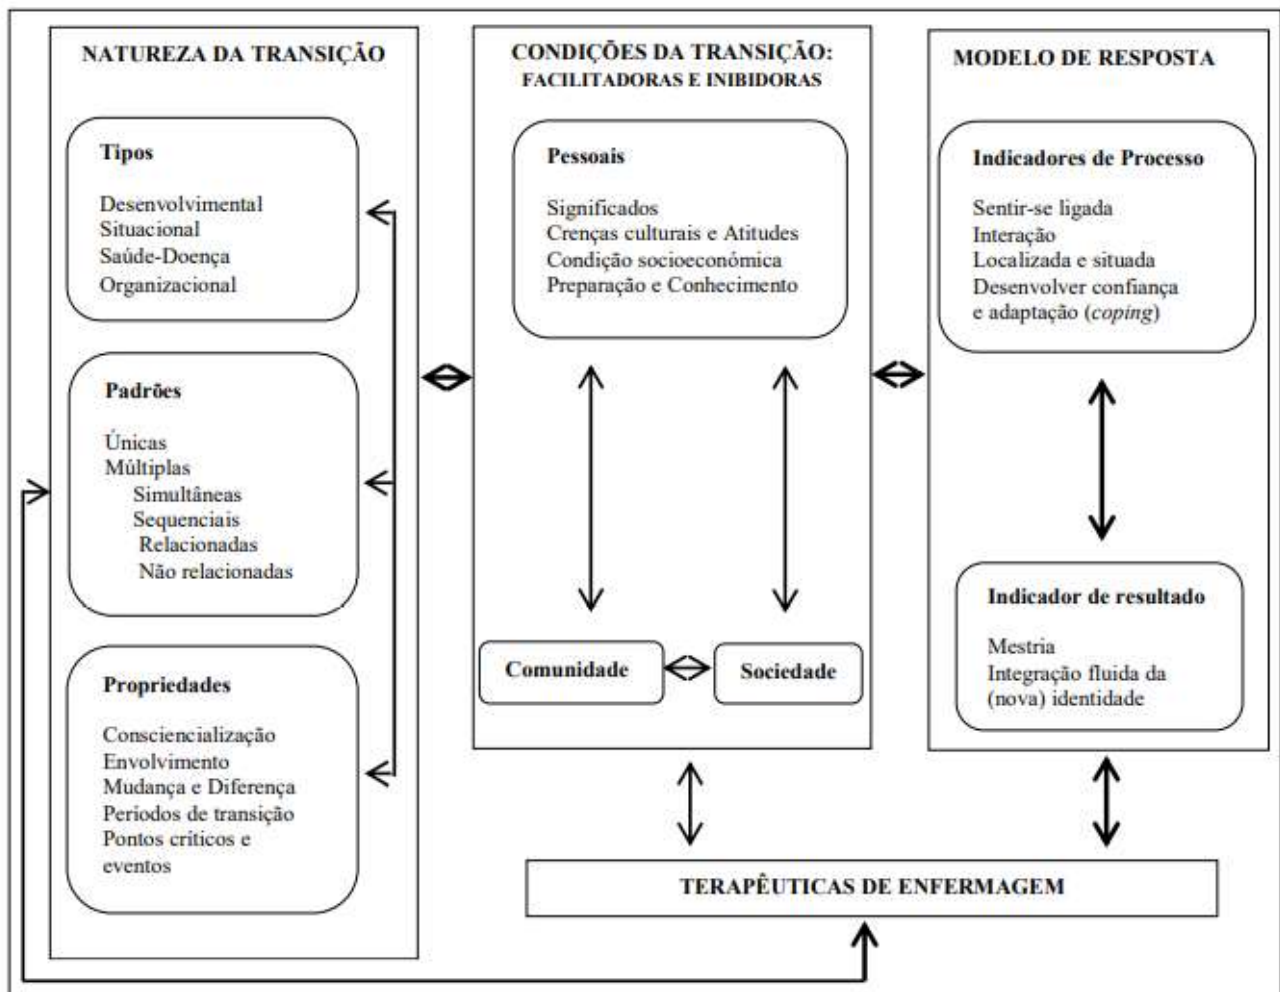 NATUREZA DA TRANSIÇÃO
Tipos
Desenvolvimental
Situacional
Saúde-Doença
Organizacional
Padrões
Únicas
Múltiplas
Simultâneas
Sequenciais
Relacionadas
Não relacionadas
Propriedades
Consciencialização
Envolvimento
Mudança e Diferença
Períodos de transição
Pontos críticos e
eventos
CONDIÇÕES DA TRANSIÇÃO:
FACILITADORAS E INIBIDORAS
Pessoais
Significados
Crenças culturais e Atitudes
Condição socioeconómica
Preparação e Conhecimento
Comunidade
Sociedade
MODELO DE RESPOSTA
Indicadores de Processo
Sentir-se ligada
Interação
Localizada e situada
Desenvolver confiança
e adaptação (coping)
Indicador de resultado
Mestria
Integração fluida da
(nova) identidade
TERAPÊUTICAS DE ENFERMAGEM